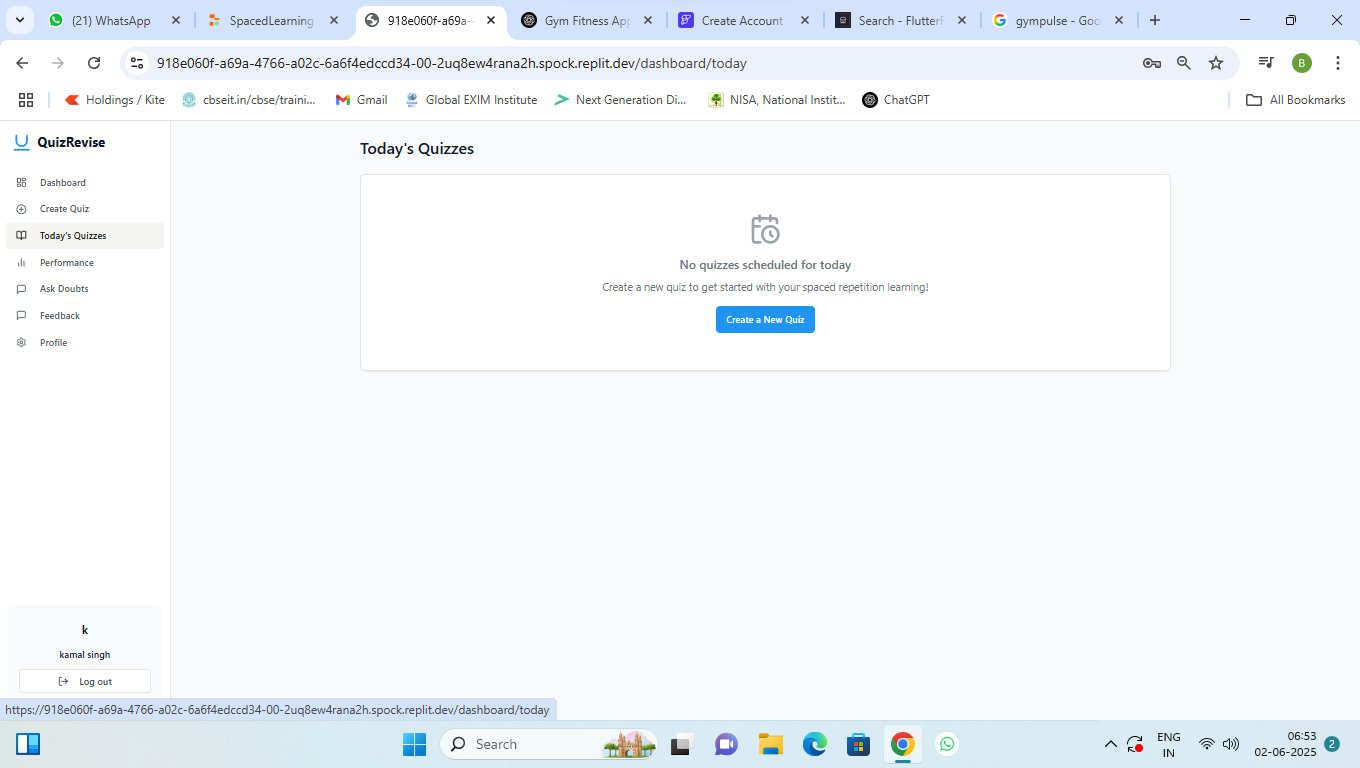 (21) WhatsApp
SpacedLearning
918e060f-a69a-
Gym Fitness App
Create Account
Search - FlutterF
gympulse - Goo
918e060f-a69a-4766-a02c-6a6f4edccd34-00-2uq8ew4rana2h.spock.replit.dev/dashboard/today
B
Holdings / Kite
cbseit.in/cbse/traini...
Gmail
Global EXIM Institute
Next Generation Di...
NISA, National Instit...
ChatGPT
All Bookmarks
QuizRevise
Dashboard
Create Quiz
Today's Quizzes
Performance
Ask Doubts
Feedback
Profile
Today's Quizzes
No quizzes scheduled for today
Create a new quiz to get started with your spaced repetition learning!
Create a New Quiz
k
kamal singh
Log out
https://918e060f-a69a-4766-a02c-6a6f4edccd34-00-2uq8ew4rana2h.spock.replit.dev/dashboard/today
Search
ENG
IN
06:53
02-06-2025
2